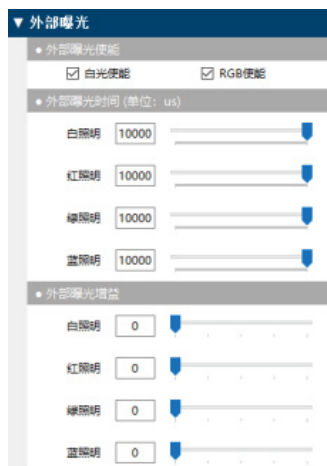 ▼ 外部曝光
• 外部曝光使能
白光使能 RGB使能
• 外部曝光时间 (单位: us)
白照明 10000
红照明 10000
绿照明 10000
蓝照明 10000
• 外部曝光增益
白照明 0
红照明 0
绿照明 0
蓝照明 0